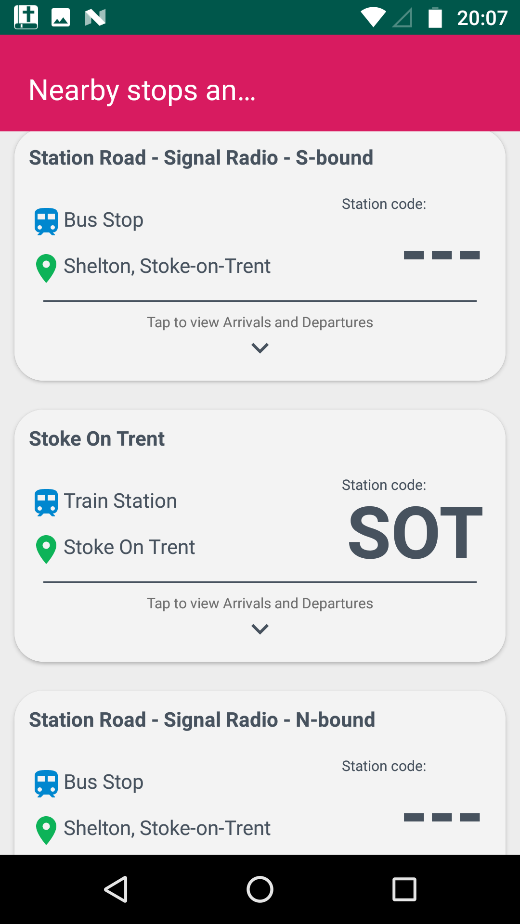 20:07
Nearby stops an...
Station Road - Signal Radio - S-bound
Station code:
Bus Stop
---
Shelton, Stoke-on-Trent
Tap to view Arrivals and Departures
Stoke On Trent
Station code:
Train Station
SOT
Stoke On Trent
Tap to view Arrivals and Departures
Station Road - Signal Radio - N-bound
Station code:
Bus Stop
---
Shelton, Stoke-on-Trent